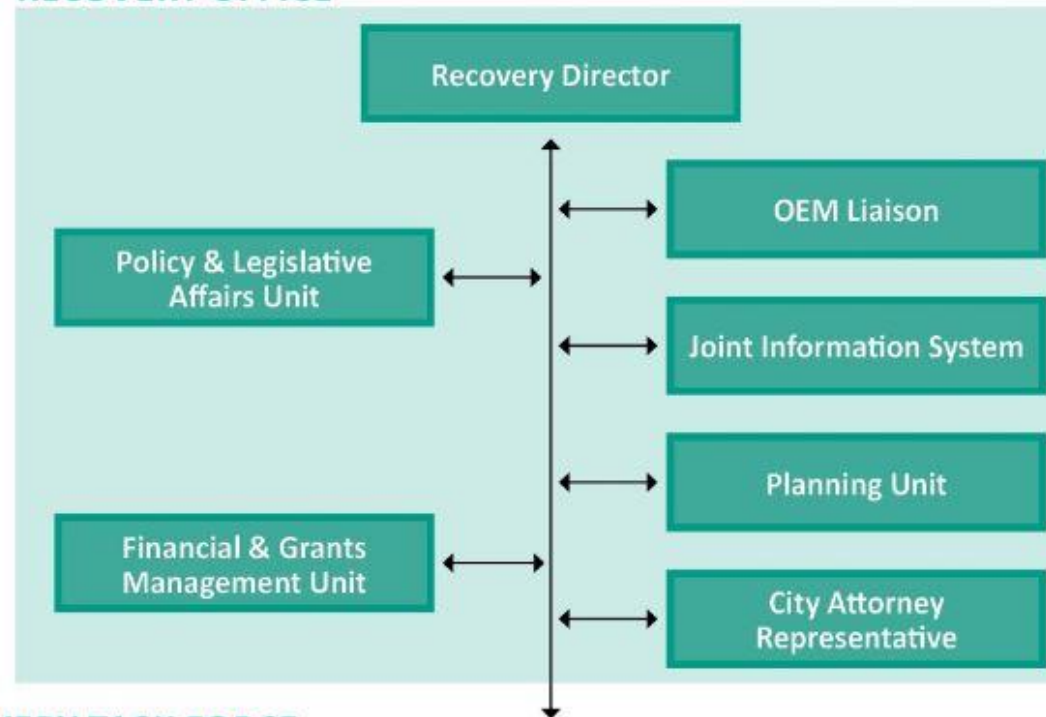 Recovery Director
OEM Liaison
Policy & Legislative
Affairs Unit
Joint Information System
Planning Unit
Financial & Grants
Management Unit
City Attorney
Representative